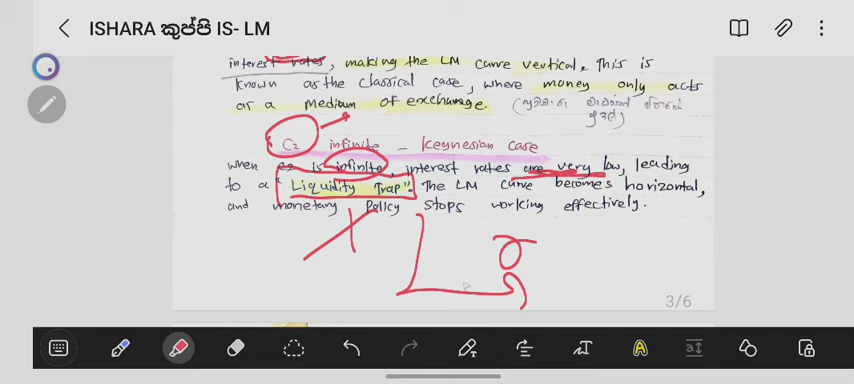 ISHARA කුප්පි IS- LM
interest rates, making the LM curve vertical. This is
known as the classical case, where money only acts
as a medium of exchange.
C2 infinite - Keynesian case
when c2 is infinite, interest rates are very low, leading
to a "Liquidity Trap". The LM curve becomes horizontal,
and monetary policy stops working effectively.
3/6